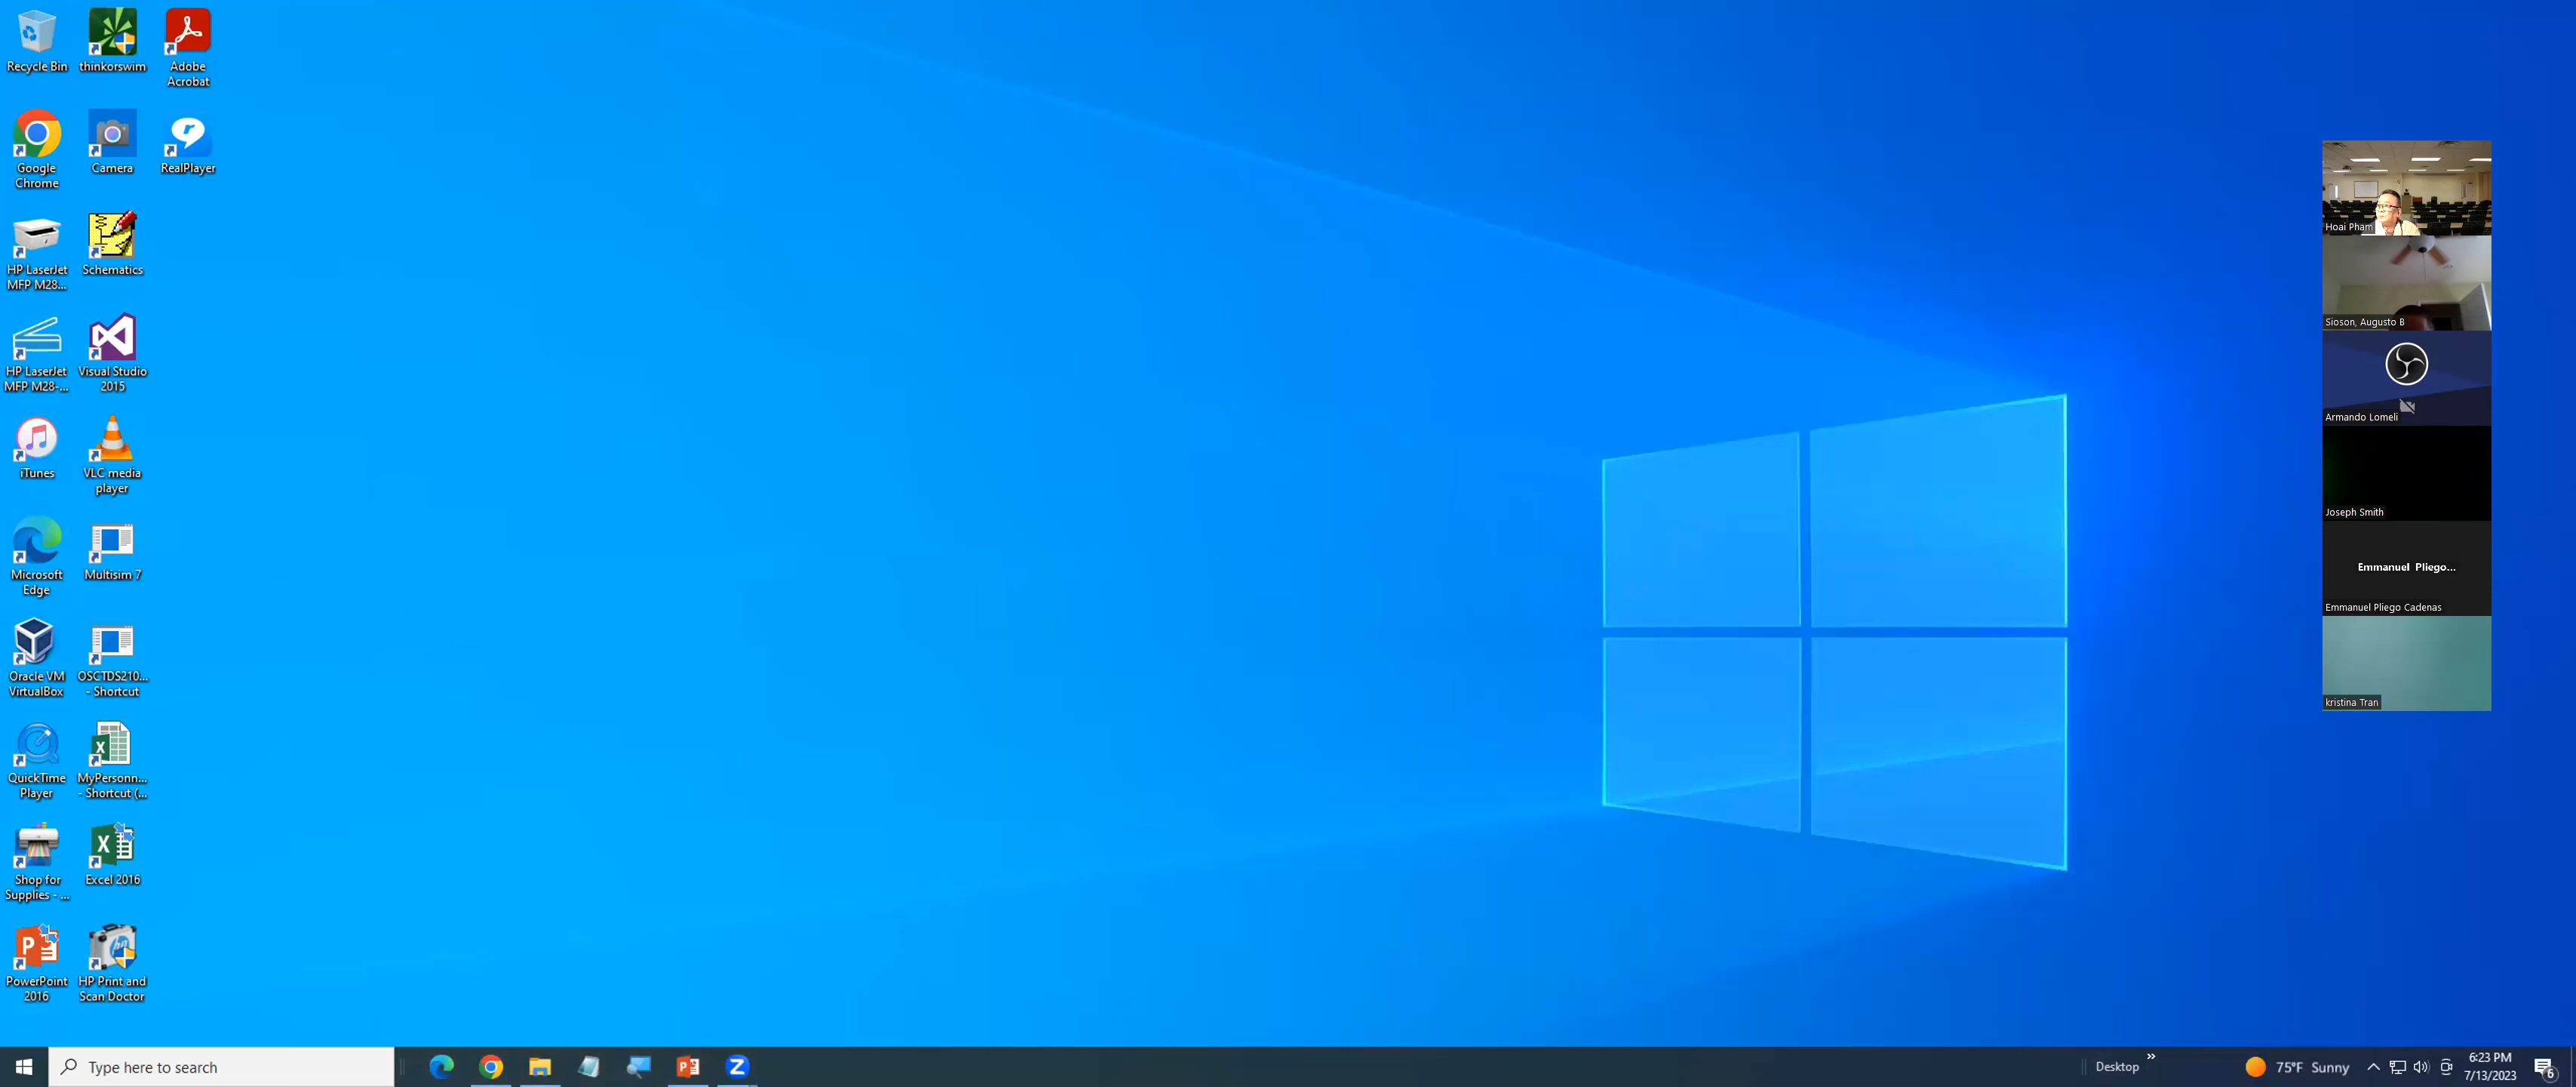 Recycle Bin
thinkorswim
Adobe
Acrobat
Google
Chrome
Camera
RealPlayer
HP LaserJet
MFP M28...
Schematics
HP LaserJet
MFP M28-...
Visual Studio
2015
iTunes
VLC media
player
Microsoft
Edge
Multisim 7
Oracle VM
VirtualBox
OSCTDS210...
- Shortcut
QuickTime
Player
MyPersonn...
- Shortcut (...
Shop for
Supplies - ...
Excel 2016
PowerPoint
2016
HP Print and
Scan Doctor
Hoai Pham
Sioson, Augusto B
Armando Lomeli
Joseph Smith
Emmanuel Pliego...
Emmanuel Pliego Cadenas
kristina Tran
Type here to search
Desktop
75°F Sunny
6:23 PM
7/13/2023
6